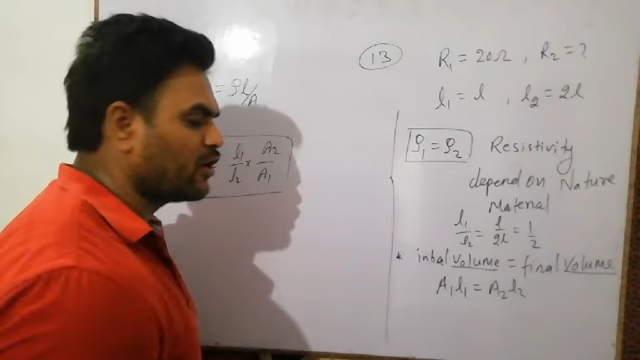 = ρl/A
l₁/l₂ × A₂/A₁
13
R₁ = 20Ω , R₂ = ?
l₁ = l , l₂ = 2l
ρ₁ = ρ₂ Resistivity
depend on Nature
Material
l₁/l₂ = l/2l = 1/2
* inital volume = final volume
A₁l₁ = A₂l₂